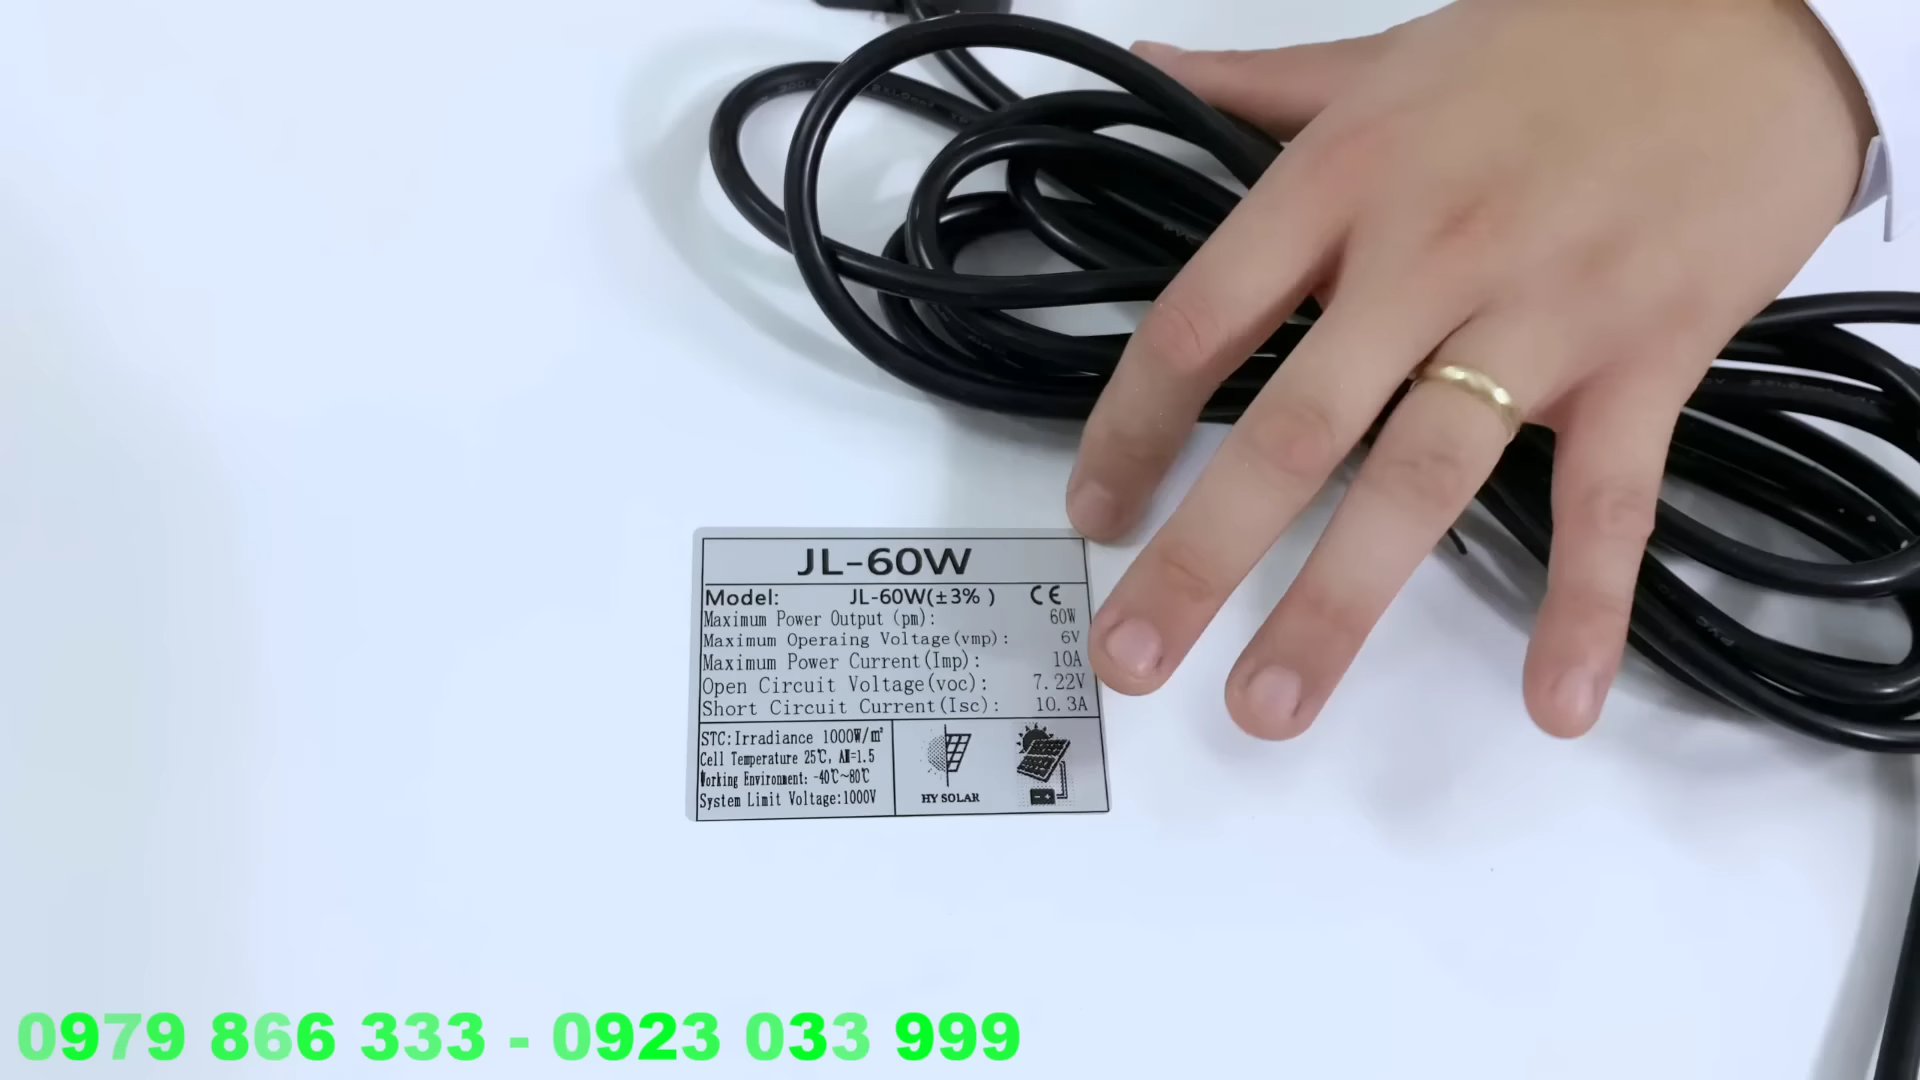 JL-60W
Model: JL-60W(±3% ) CE
Maximum Power Output (pm): 60W
Maximum Operaing Voltage(vmp): 6V
Maximum Power Current(Imp): 10A
Open Circuit Voltage(voc): 7.22V
Short Circuit Current(Isc): 10.3A
STC:Irradiance 1000W/m²
Cell Temperature 25℃, AM=1.5
Working Environment: -40℃~80℃
System Limit Voltage:1000V
HY SOLAR
0979 866 333 - 0923 033 999